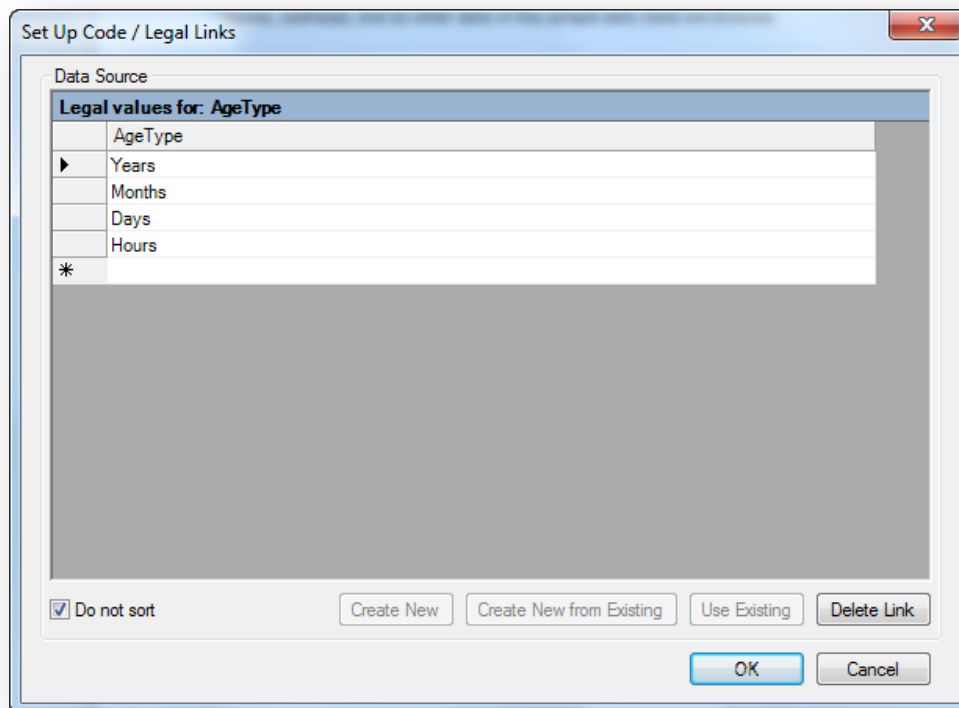 Set Up Code / Legal Links
Data Source
Legal values for: AgeType
AgeType
Years
Months
Days
Hours
Do not sort
Create New
Create New from Existing
Use Existing
Delete Link
OK
Cancel